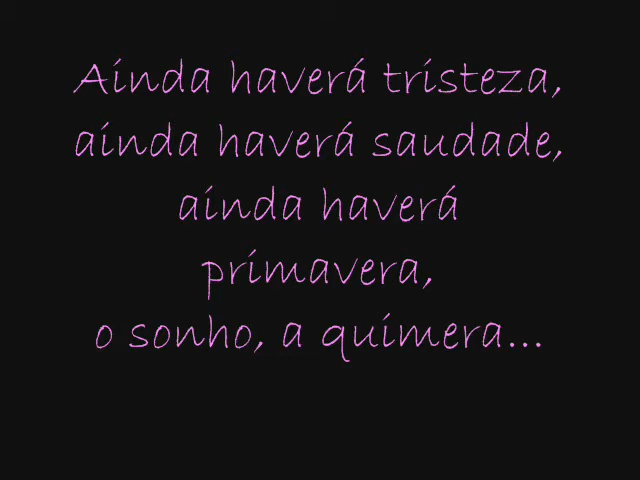 Ainda haverá tristeza,
ainda haverá saudade,
ainda haverá
primavera,
o sonho, a quimera...